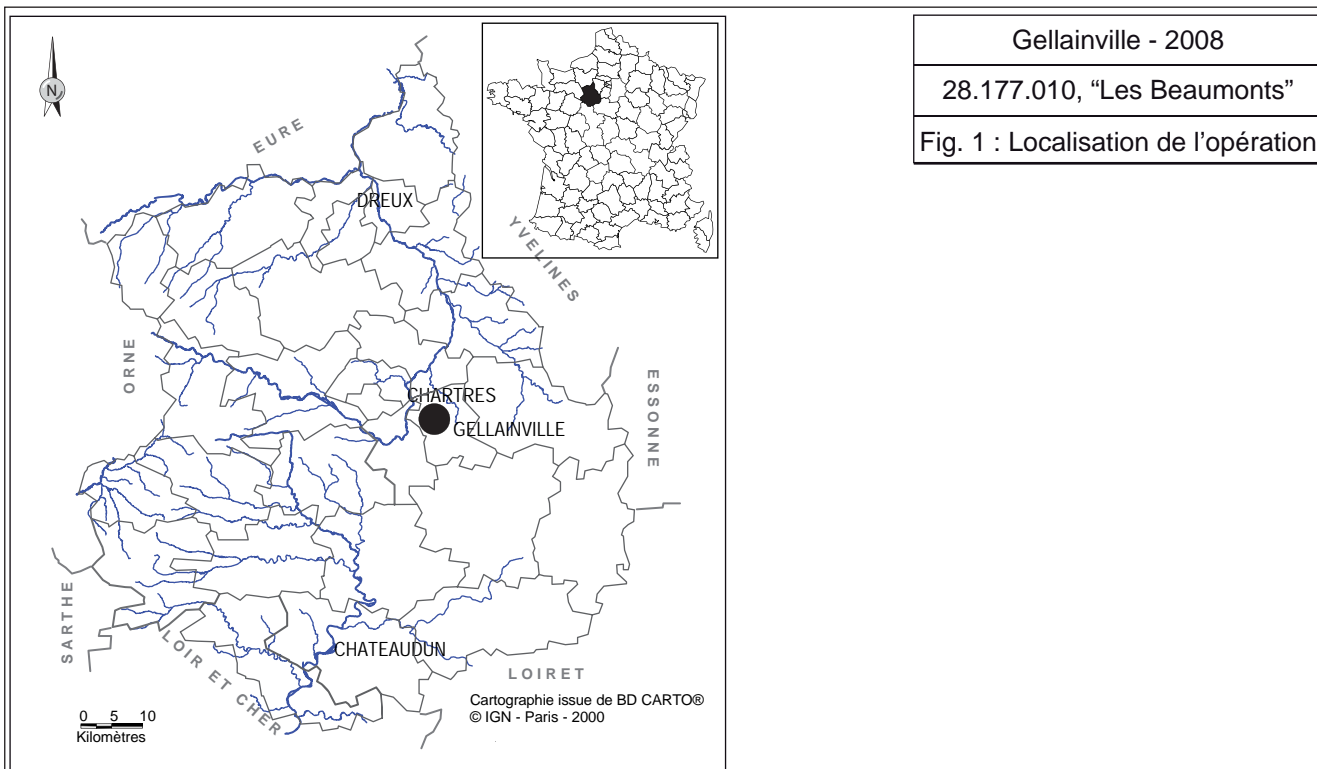 Gellainville - 2008
28.177.010, “Les Beaumonts”
Fig. 1 : Localisation de l’opération
N
EURE
DREUX
YVELINES
ORNE
ESSONNE
CHARTRES
GELLAINVILLE
SARTHE
LOIR ET CHER
CHATEAUDUN
LOIRET
Cartographie issue de BD CARTO®
© IGN - Paris - 2000
0 5 10
Kilomètres